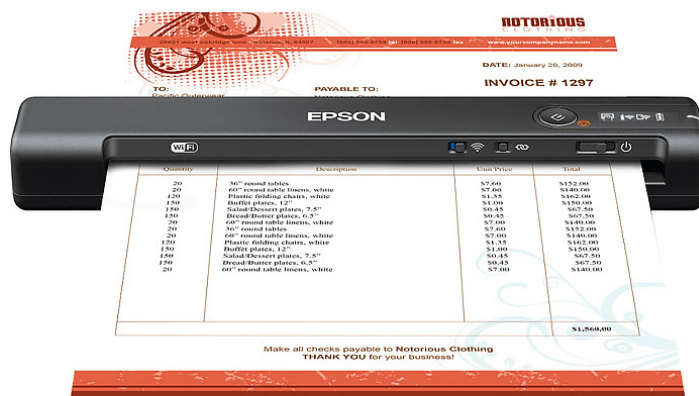 NOTORIOUS
CLOTHING
www.yourcompanyname.com
DATE: January 20, 2009
INVOICE # 1297
TO:
PAYABLE TO:
Pacific Outerwear
EPSON
WiFi
Quantity Description Unit Price Total
20 36" round tables $7.60 $152.00
20 60" round table linens, white $7.00 $140.00
120 Plastic folding chairs, white $1.35 $162.00
150 Buffet plates, 12" $1.00 $150.00
150 Salad/Dessert plates, 7.5" $0.45 $67.50
150 Bread/Butter plates, 6.5" $0.45 $67.50
20 60" round table linens, white $7.00 $140.00
20 36" round tables $7.60 $152.00
20 60" round table linens, white $7.00 $140.00
120 Plastic folding chairs, white $1.35 $162.00
150 Buffet plates, 12" $1.00 $150.00
150 Salad/Dessert plates, 7.5" $0.45 $67.50
150 Bread/Butter plates, 6.5" $0.45 $67.50
20 60" round table linens, white $7.00 $140.00
$1,560.00
Make all checks payable to Notorious Clothing
THANK YOU for your business!